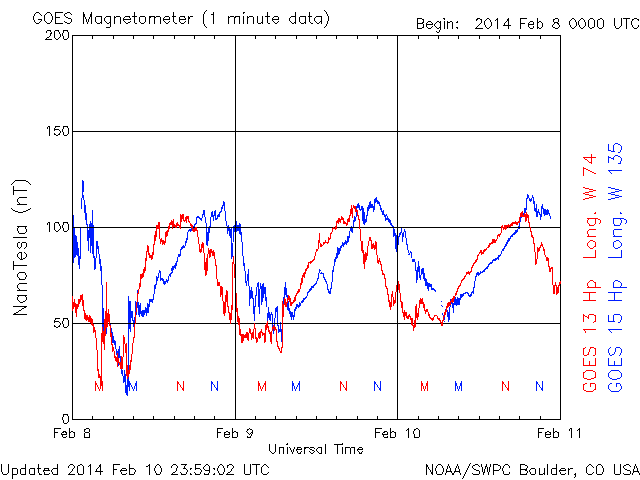 GOES Magnetometer (1 minute data)
Begin: 2014 Feb 8 0000 UTC
200
150
100
50
0
NanoTesla (nT)
M M N N M M N N M M N N
Feb 8 Feb 9 Feb 10 Feb 11
Universal Time
GOES 13 Hp Long. W 74
GOES 15 Hp Long. W 135
Updated 2014 Feb 10 23:59:02 UTC
NOAA/SWPC Boulder, CO USA